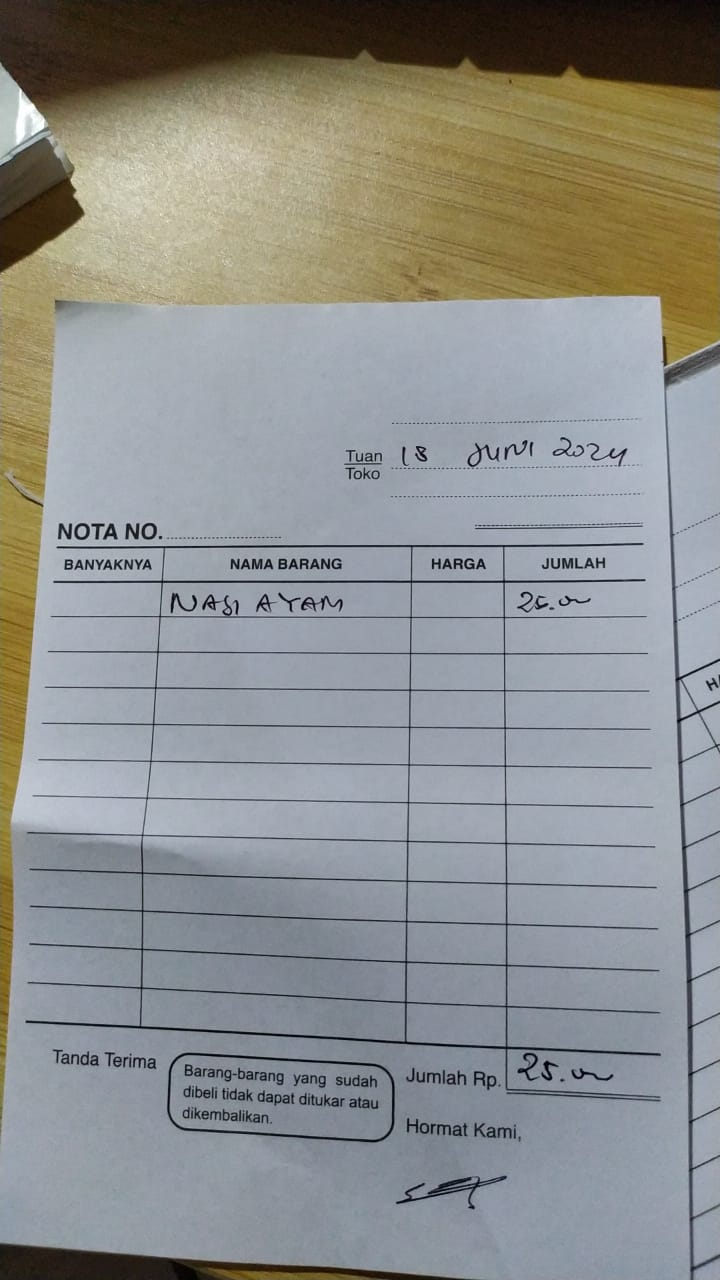 Tuan 18 JUNI 2024
Toko
NOTA NO.
BANYAKNYA NAMA BARANG HARGA JUMLAH
NASI AYAM
Tanda Terima
Barang-barang yang sudah
dibeli tidak dapat ditukar atau
dikembalikan.
Jumlah Rp. 25.00
Hormat Kami,